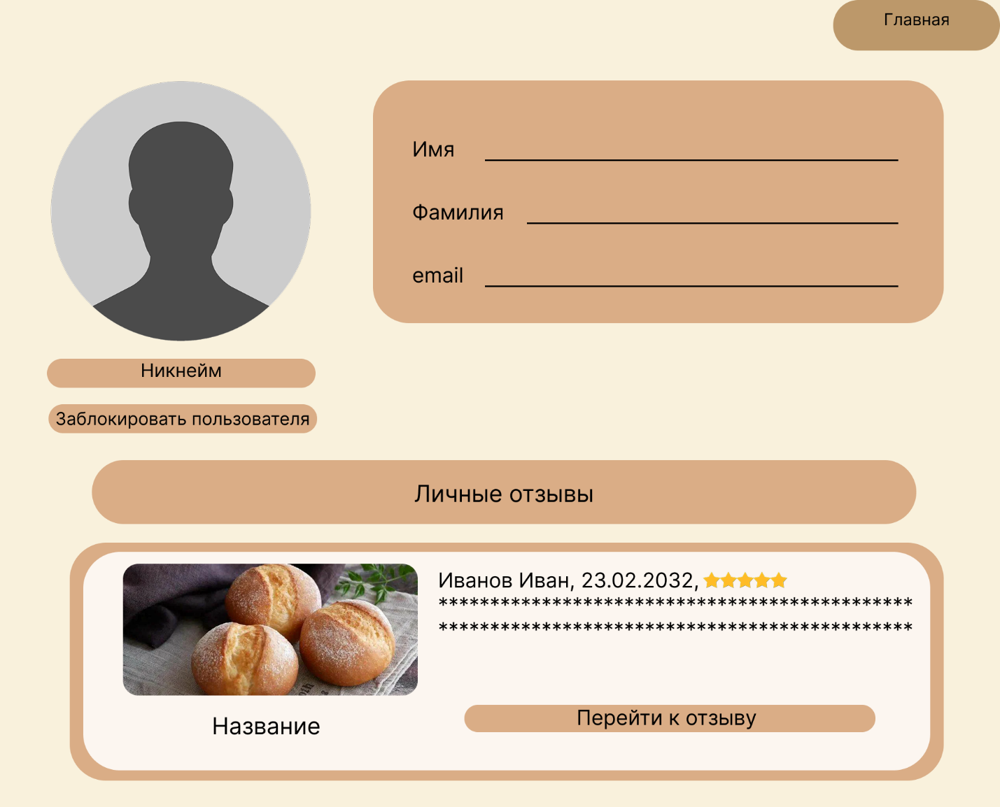 Главная
Имя
Фамилия
email
Никнейм
Заблокировать пользователя
Личные отзывы
Иванов Иван, 23.02.2032, ⭐⭐⭐⭐⭐
**********************************************
**********************************************
Название
Перейти к отзыву